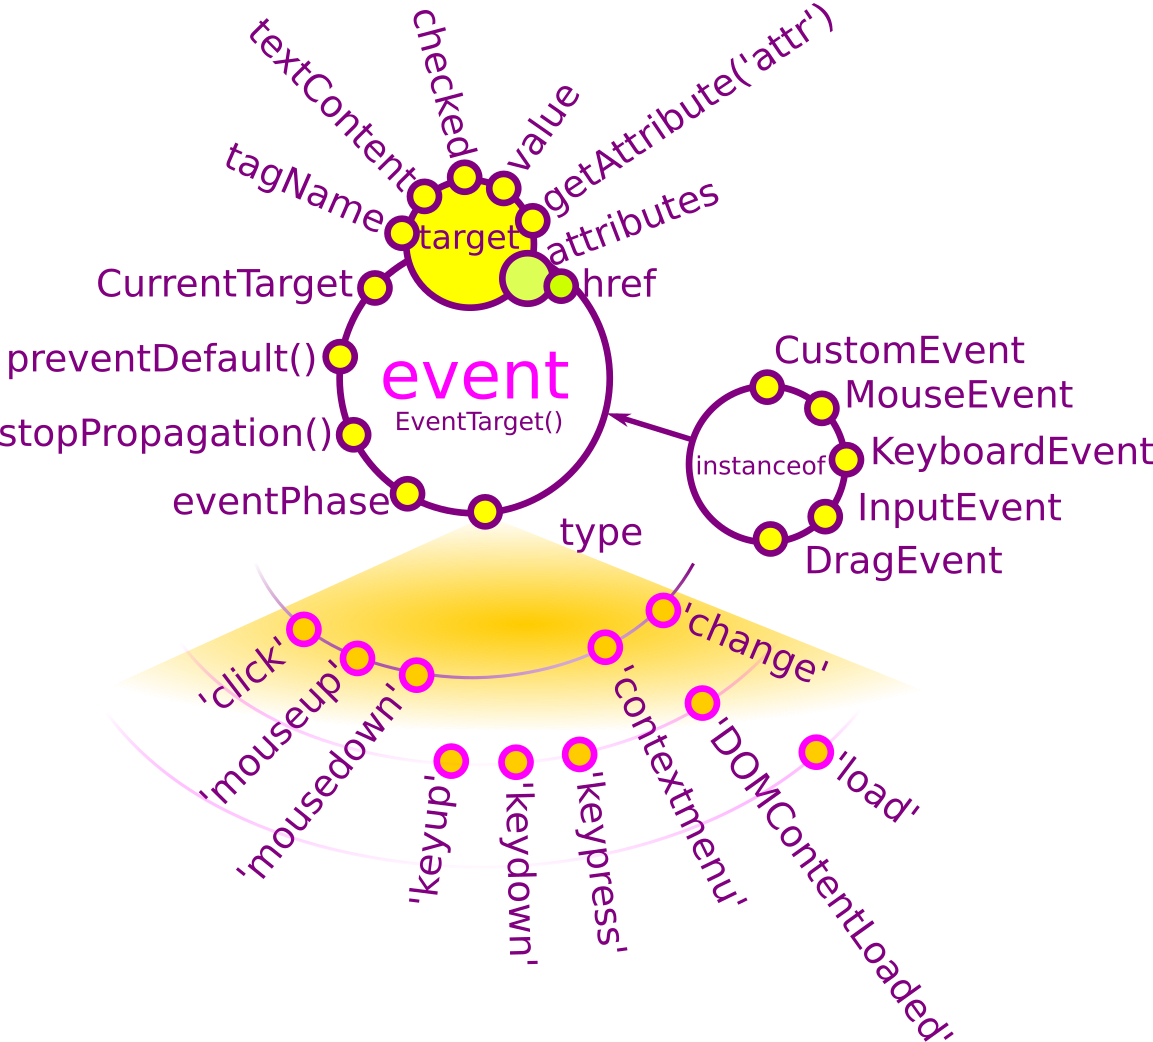 textContent
checked
value
getAttribute('attr')
tagName
target
attributes
CurrentTarget
href
preventDefault()
event
EventTarget()
stopPropagation()
eventPhase
type
CustomEvent
MouseEvent
instanceof
KeyboardEvent
InputEvent
DragEvent
'click'
'mouseup'
'mousedown'
'keyup'
'keydown'
'keypress'
'contextmenu'
'change'
'DOMContentLoaded'
'load'